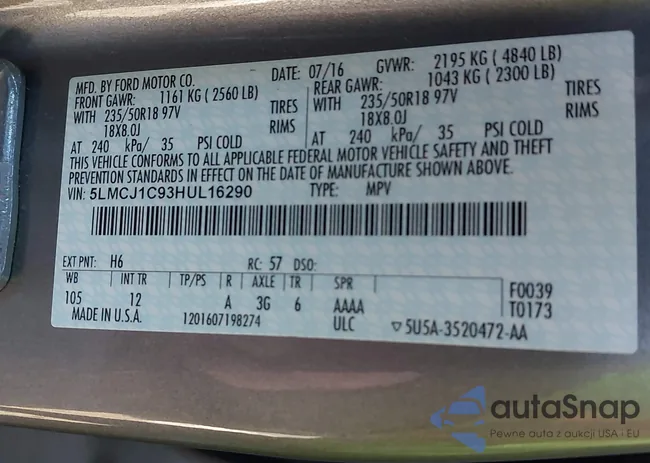 MFD. BY FORD MOTOR CO.
DATE: 07/16 GVWR: 2195 KG ( 4840 LB)
FRONT GAWR: 1161 KG ( 2560 LB)
WITH 235/50R18 97V TIRES
18X8.0J RIMS
AT 240 kPa/ 35 PSI COLD
REAR GAWR: 1043 KG ( 2300 LB)
WITH 235/50R18 97V TIRES
18X8.0J RIMS
AT 240 kPa/ 35 PSI COLD
THIS VEHICLE CONFORMS TO ALL APPLICABLE FEDERAL MOTOR VEHICLE SAFETY AND THEFT
PREVENTION STANDARDS IN EFFECT ON THE DATE OF MANUFACTURE SHOWN ABOVE.
VIN: 5LMCJ1C93HUL16290 TYPE: MPV
EXT PNT: H6 RC: 57 DSO:
WB INT TR TP/PS R AXLE TR SPR
105 12 A 3G 6 AAAA
F0039
T0173
MADE IN U.S.A. 1201607198274 ULC ▽5U5A-3520472-AA
autaSnap
Pewne auta z aukcji USA • EU